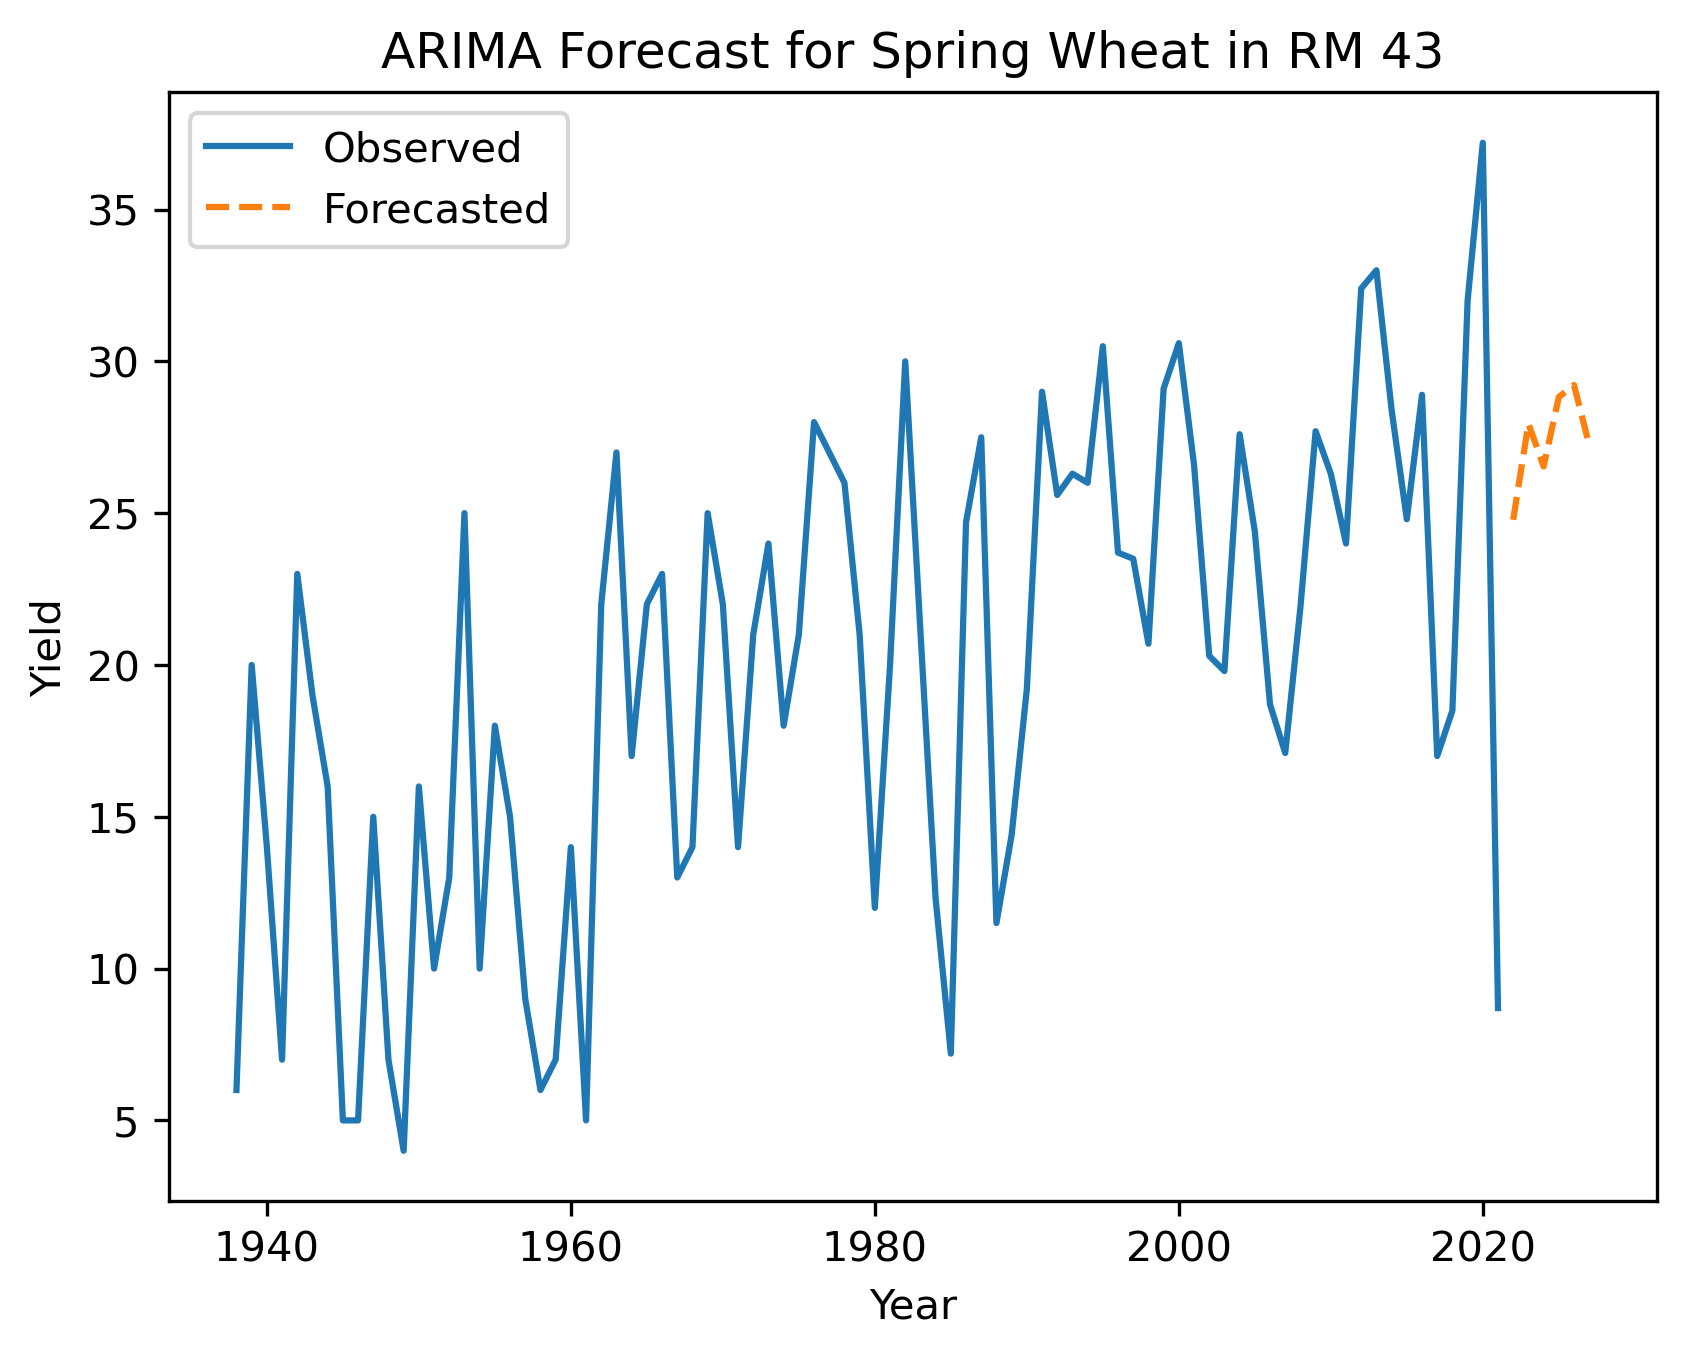 ARIMA Forecast for Spring Wheat in RM 43
Observed
Forecasted
35
30
25
20
15
10
5
Yield
1940 1960 1980 2000 2020
Year